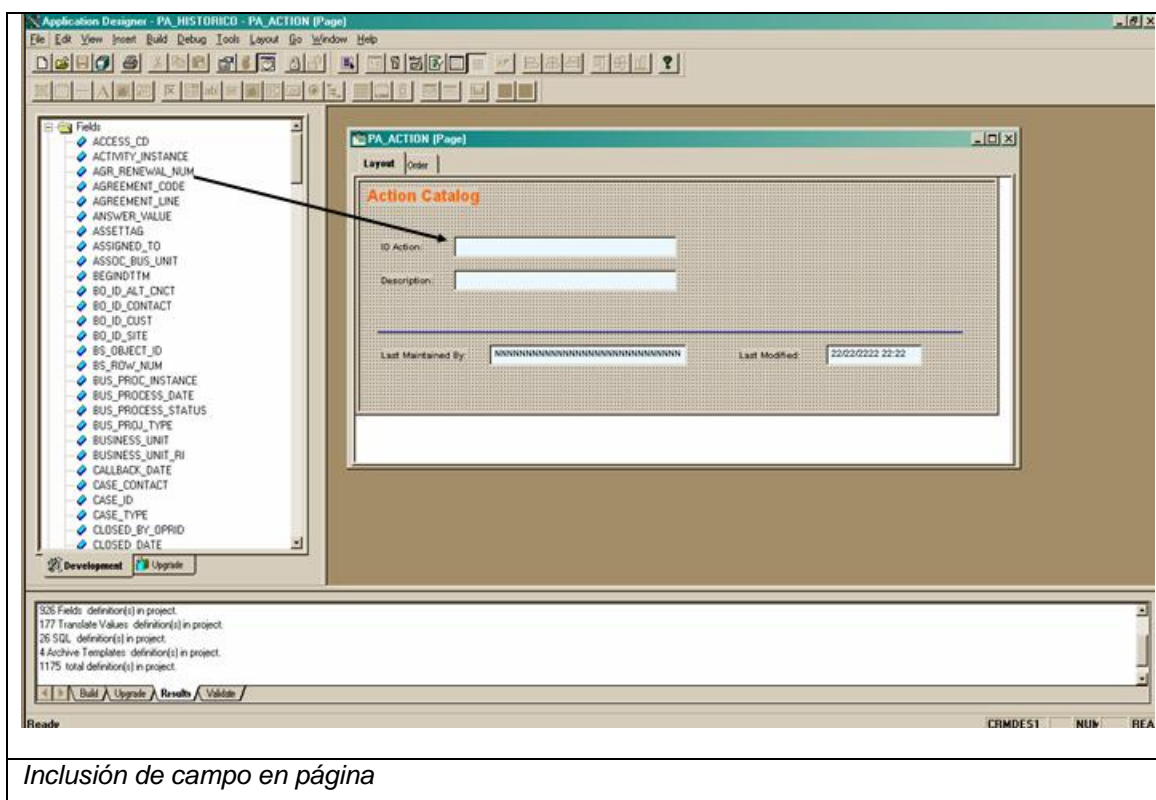 Application Designer - PA_HISTORICO - PA_ACTION (Page)
File Edit View Insert Build Debug Tools Layout Go Window Help
Fields
ACCESS_CD
ACTIVITY_INSTANCE
AGR_RENEWAL_NUM
AGREEMENT_CODE
AGREEMENT_LINE
ANSWER_VALUE
ASSETTAG
ASSIGNED_TO
ASSOC_BUS_UNIT
BEGINDTTM
BO_ID_ALT_CNCT
BO_ID_CONTACT
BO_ID_CUST
BO_ID_SITE
BS_OBJECT_ID
BS_ROW_NUM
BUS_PROC_INSTANCE
BUS_PROCESS_DATE
BUS_PROCESS_STATUS
BUS_PROJ_TYPE
BUSINESS_UNIT
BUSINESS_UNIT_RI
CALLBACK_DATE
CASE_CONTACT
CASE_ID
CASE_TYPE
CLOSED_BY_OPRID
CLOSED_DATE
Development Upgrade
PA_ACTION (Page)
Layout Order
Action Catalog
ID Action:
Description:
Last Maintained By: NNNNNNNNNNNNNNNNNNNNNNNNNNNNNN Last Modified: 22/22/2222 22:22
926 Fields definition(s) in project.
177 Translate Values definition(s) in project.
26 SQL definition(s) in project.
4 Archive Templates definition(s) in project.
1175 total definition(s) in project.
Build Upgrade Results Validate
Ready CRMDES1 NUM REA
Inclusión de campo en página